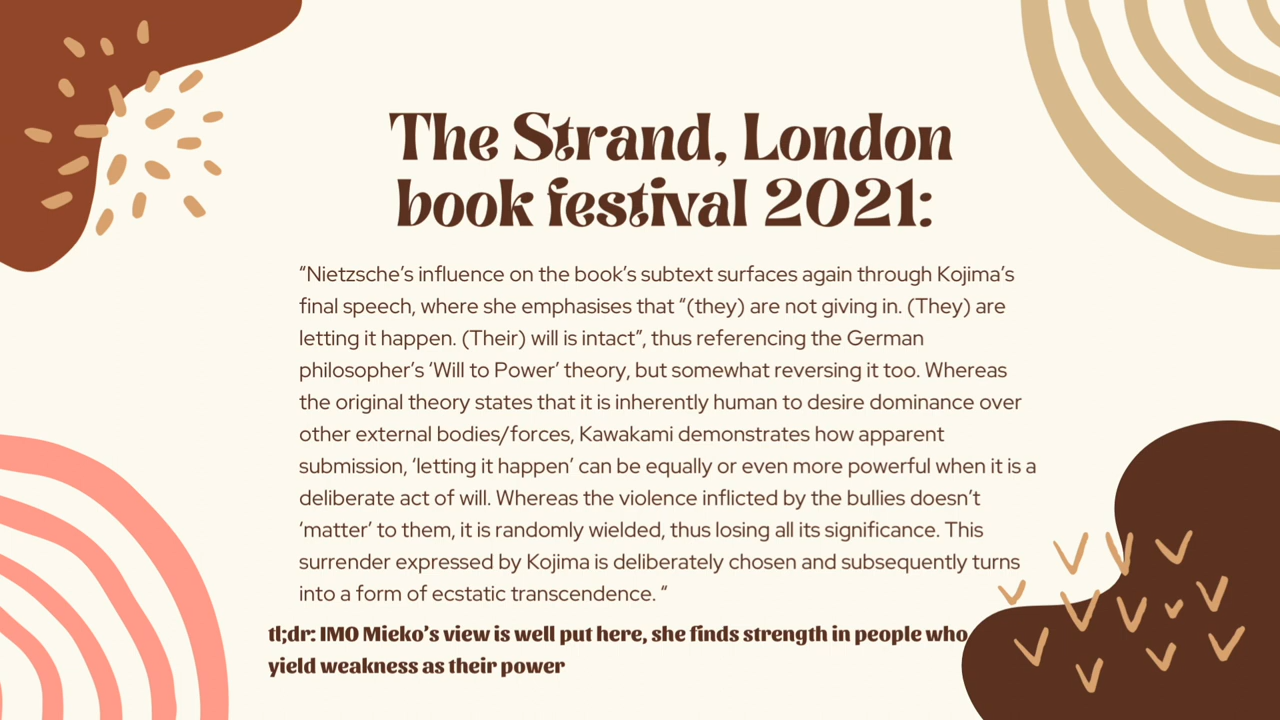 The Strand, London
book festival 2021:
“Nietzsche’s influence on the book’s subtext surfaces again through Kojima’s
final speech, where she emphasises that “(they) are not giving in. (They) are
letting it happen. (Their) will is intact”, thus referencing the German
philosopher’s ‘Will to Power’ theory, but somewhat reversing it too. Whereas
the original theory states that it is inherently human to desire dominance over
other external bodies/forces, Kawakami demonstrates how apparent
submission, ‘letting it happen’ can be equally or even more powerful when it is a
deliberate act of will. Whereas the violence inflicted by the bullies doesn’t
‘matter’ to them, it is randomly wielded, thus losing all its significance. This
surrender expressed by Kojima is deliberately chosen and subsequently turns
into a form of ecstatic transcendence. “
tl;dr: IMO Mieko’s view is well put here, she finds strength in people who
yield weakness as their power